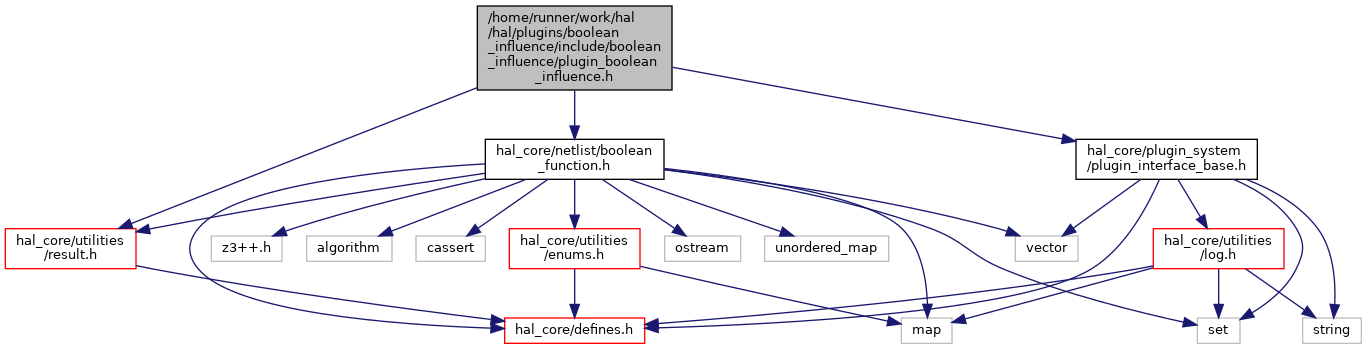 /home/runner/work/hal
/hal/plugins/boolean
_influence/include/boolean
_influence/plugin_boolean
_influence.h
hal_core/netlist/boolean
_function.h
hal_core/plugin_system
/plugin_interface_base.h
hal_core/utilities
/result.h
z3++.h
algorithm
cassert
hal_core/utilities
/enums.h
ostream
unordered_map
vector
hal_core/utilities
/log.h
hal_core/defines.h
map
set
string